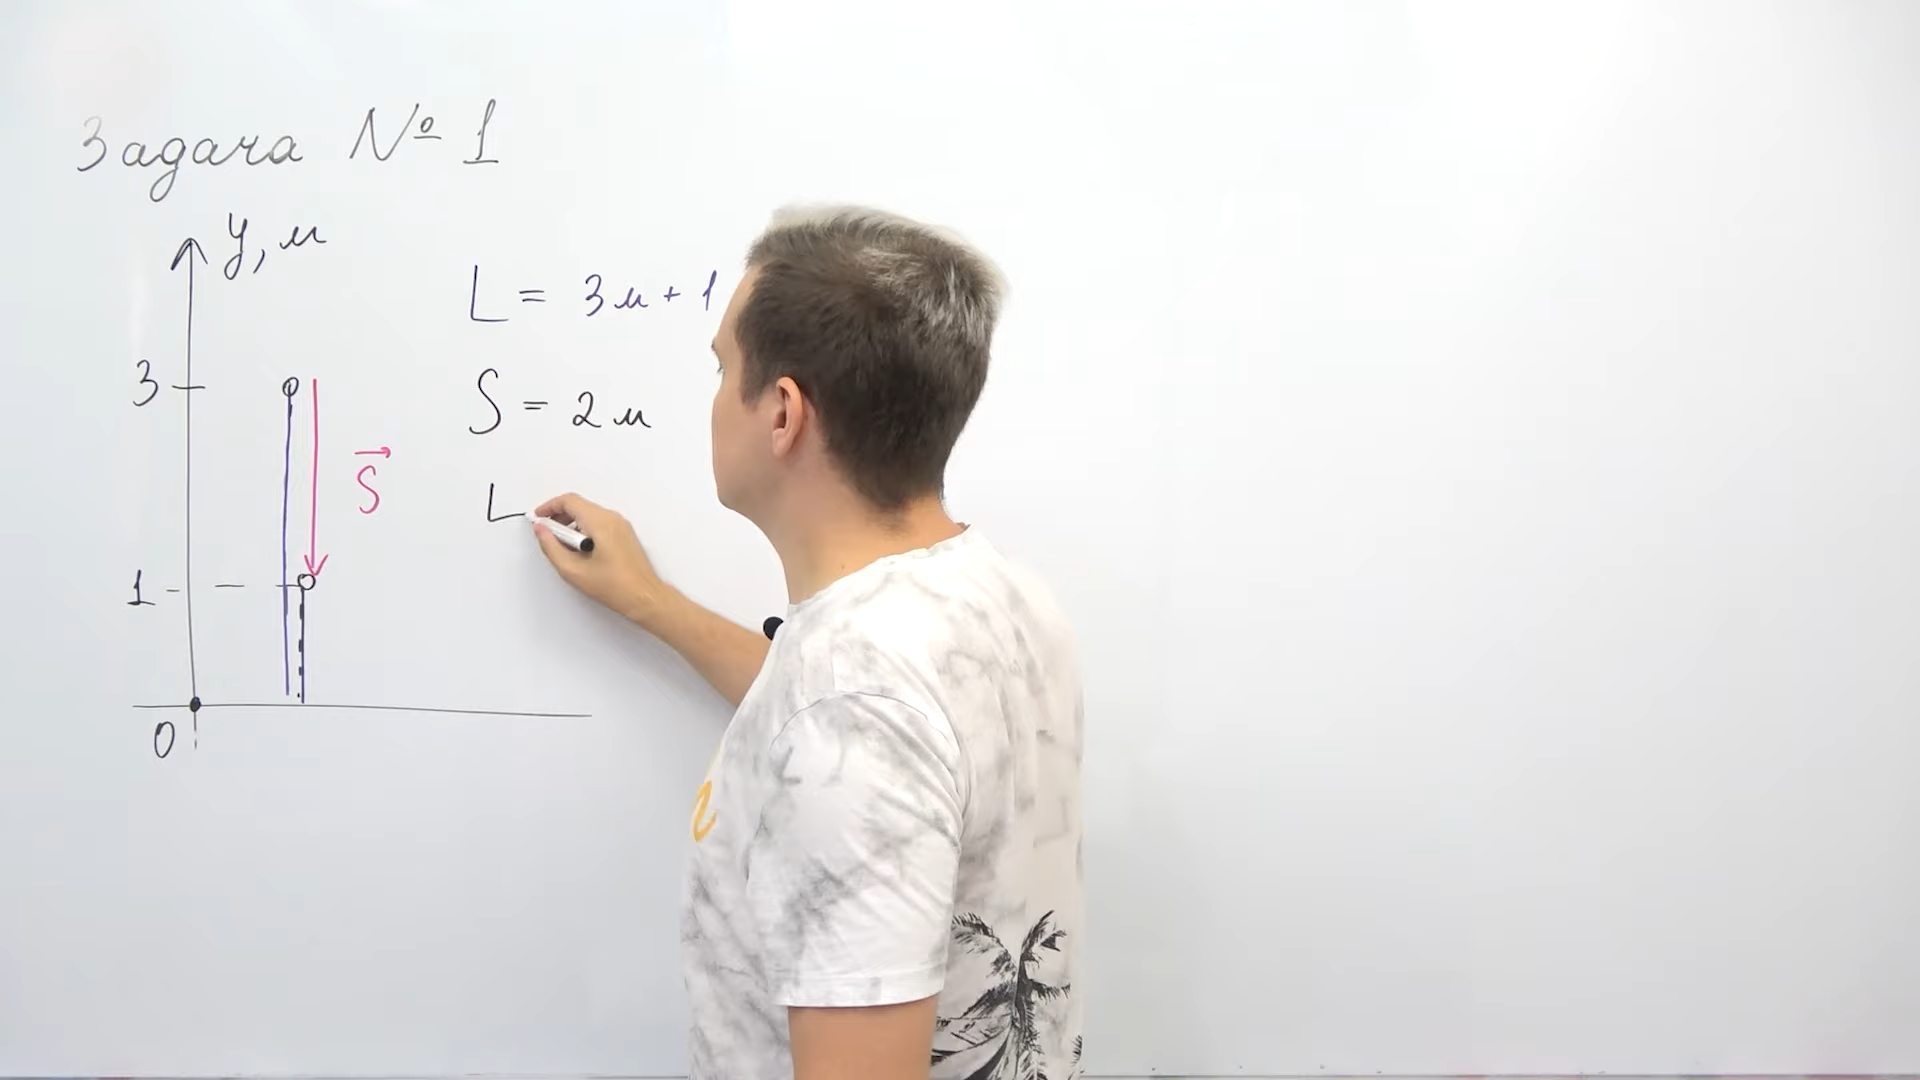 Задача № 1
y, м
L = 3м + 1
3
S = 2м
S
L
1
0